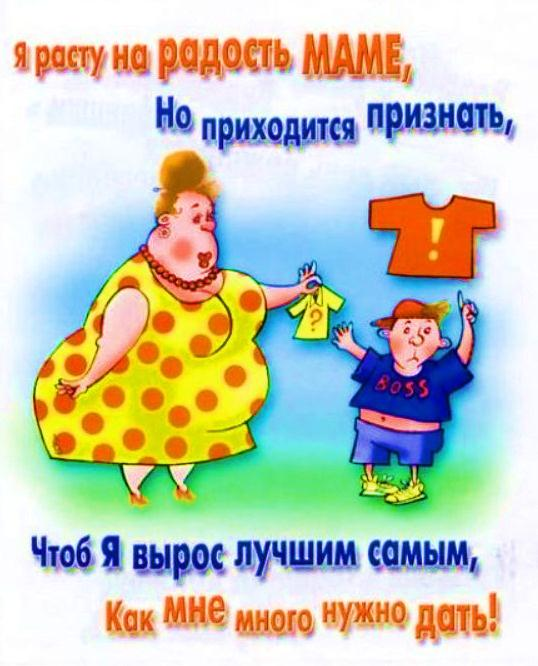 Я расту на радость МАМЕ,
Но приходится признать,
!
?
BOSS
Чтоб Я вырос лучшим самым,
Как мне много нужно дать!